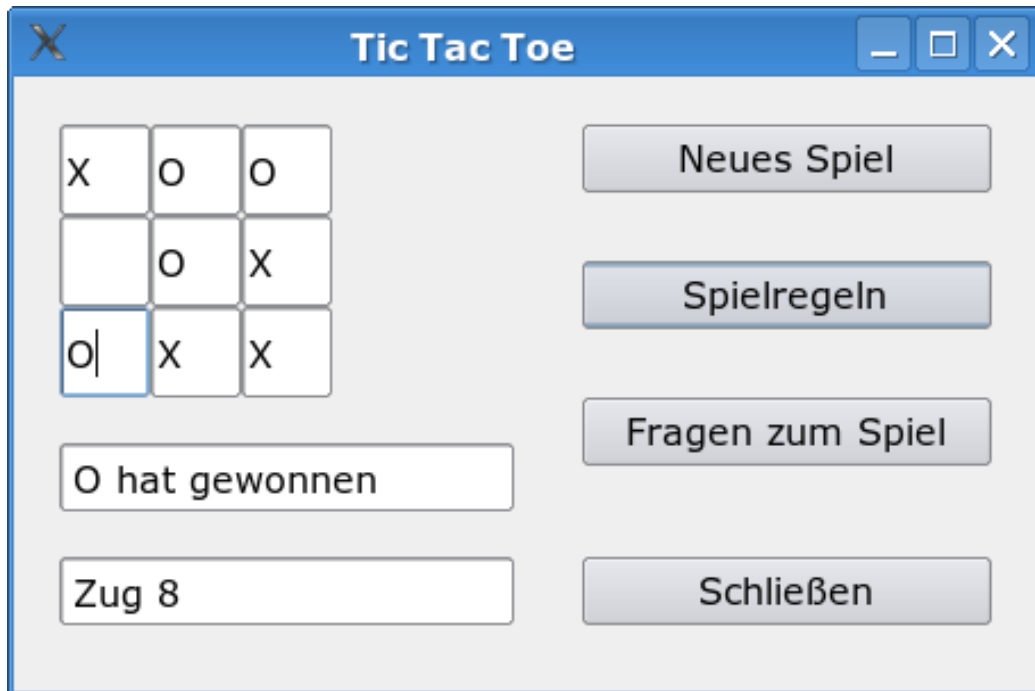 Tic Tac Toe
X O O
O X
O X X
O hat gewonnen
Zug 8
Neues Spiel
Spielregeln
Fragen zum Spiel
Schließen